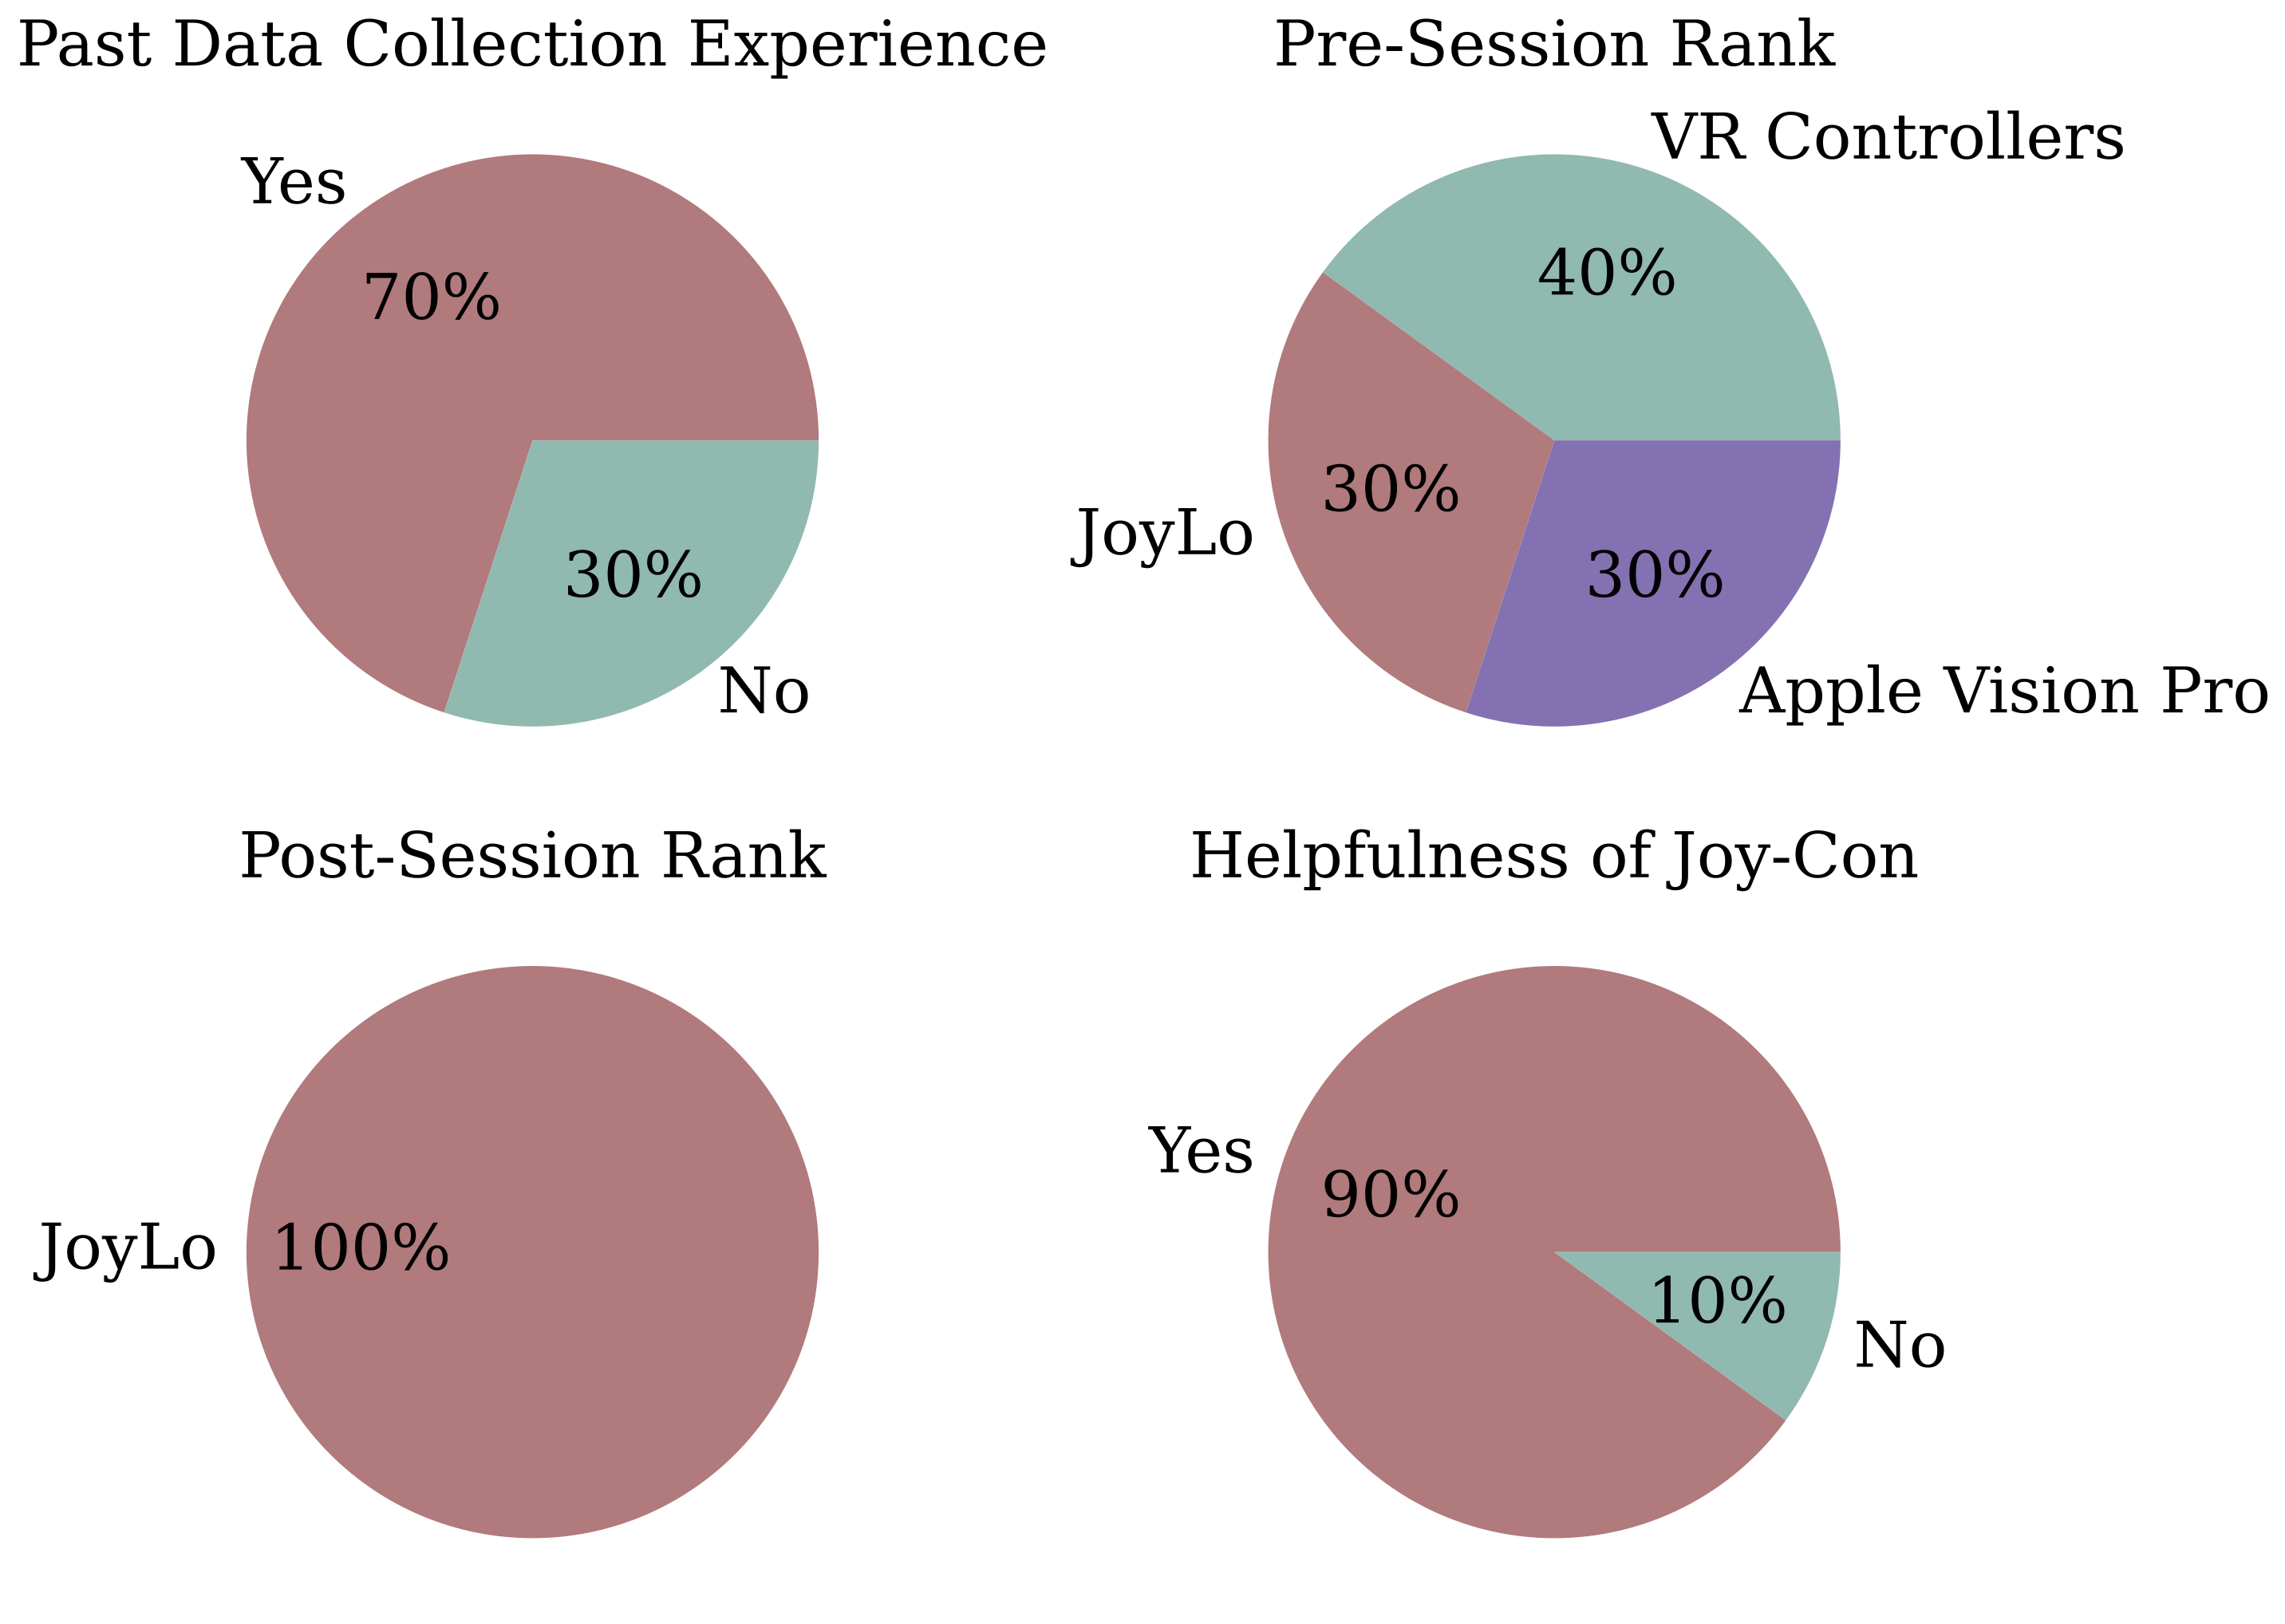 Past Data Collection Experience
Yes
70%
30%
No
Pre-Session Rank
VR Controllers
40%
30%
JoyLo
30%
Apple Vision Pro
Post-Session Rank
JoyLo
100%
Helpfulness of Joy-Con
Yes
90%
10%
No